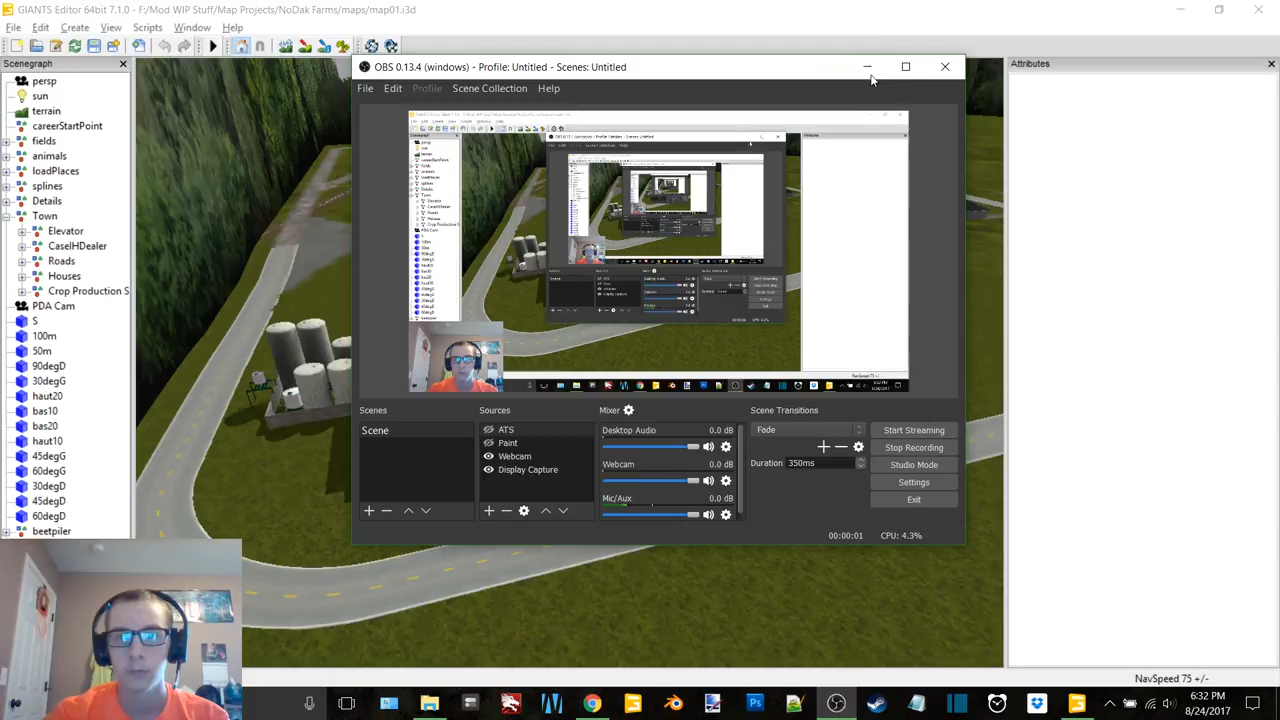 GIANTS Editor 64bit 7.1.0 - F:/Mod WIP Stuff/Map Projects/NoDak Farms/maps/map01.i3d
File Edit Create View Scripts Window Help
Scenegraph
persp
sun
terrain
careerStartPoint
fields
animals
loadPlaces
splines
Details
Town
Elevator
CaseIHDealer
Roads
Houses
Crop Production S
PDA Cam
S
100m
50m
90degD
30degG
haut20
bas10
bas20
haut10
45degG
60degG
30degD
45degD
60degD
beetpiler
OBS 0.13.4 (windows) - Profile: Untitled - Scenes: Untitled
File Edit Profile Scene Collection Help
Scenes
Scene
Sources
ATS
Paint
Webcam
Display Capture
Mixer
Desktop Audio 0.0 dB
Webcam 0.0 dB
Mic/Aux 0.0 dB
Scene Transitions
Fade
Duration 350ms
Start Streaming
Stop Recording
Studio Mode
Settings
Exit
00:00:01 CPU: 4.3%
Attributes
NavSpeed 75 +/-
6:32 PM
8/24/2017